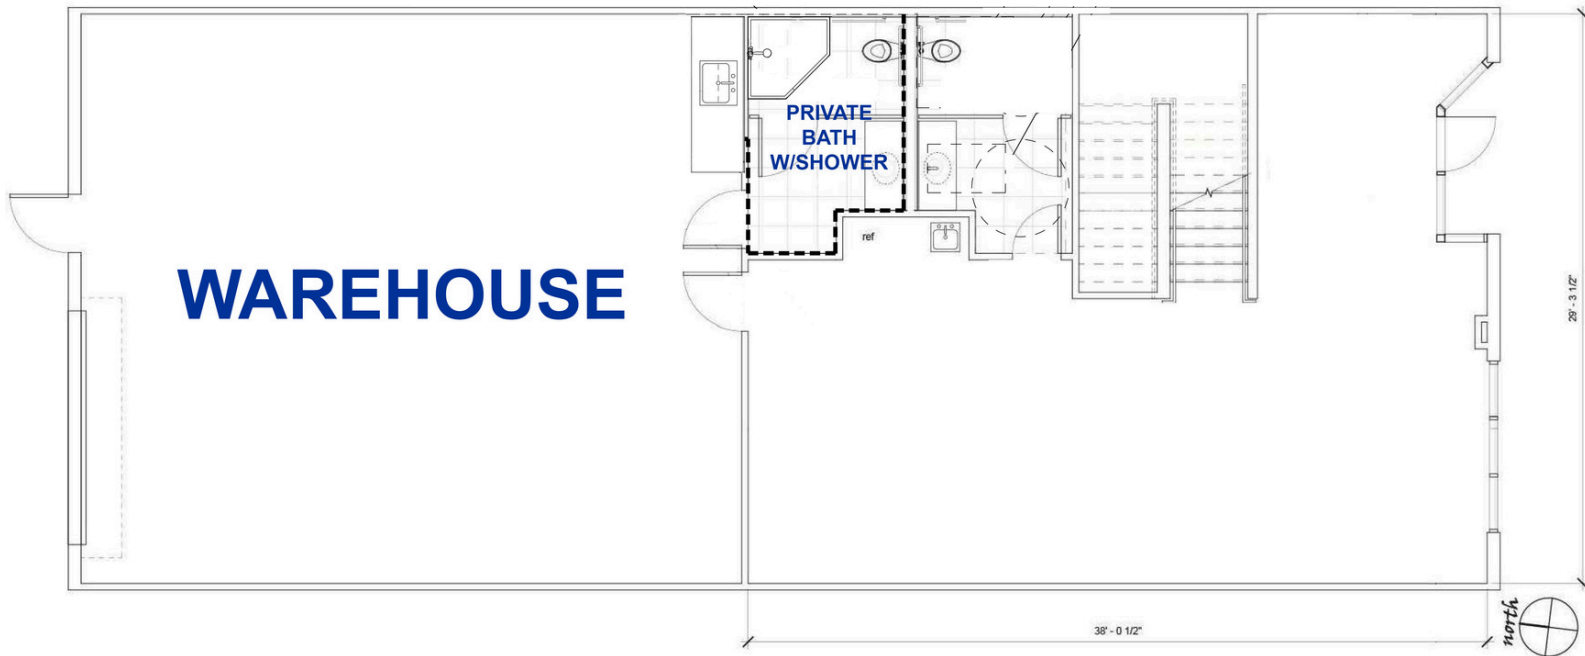 PRIVATE
BATH
W/SHOWER
ref
WAREHOUSE
29' - 3 1/2"
38' - 0 1/2"
north